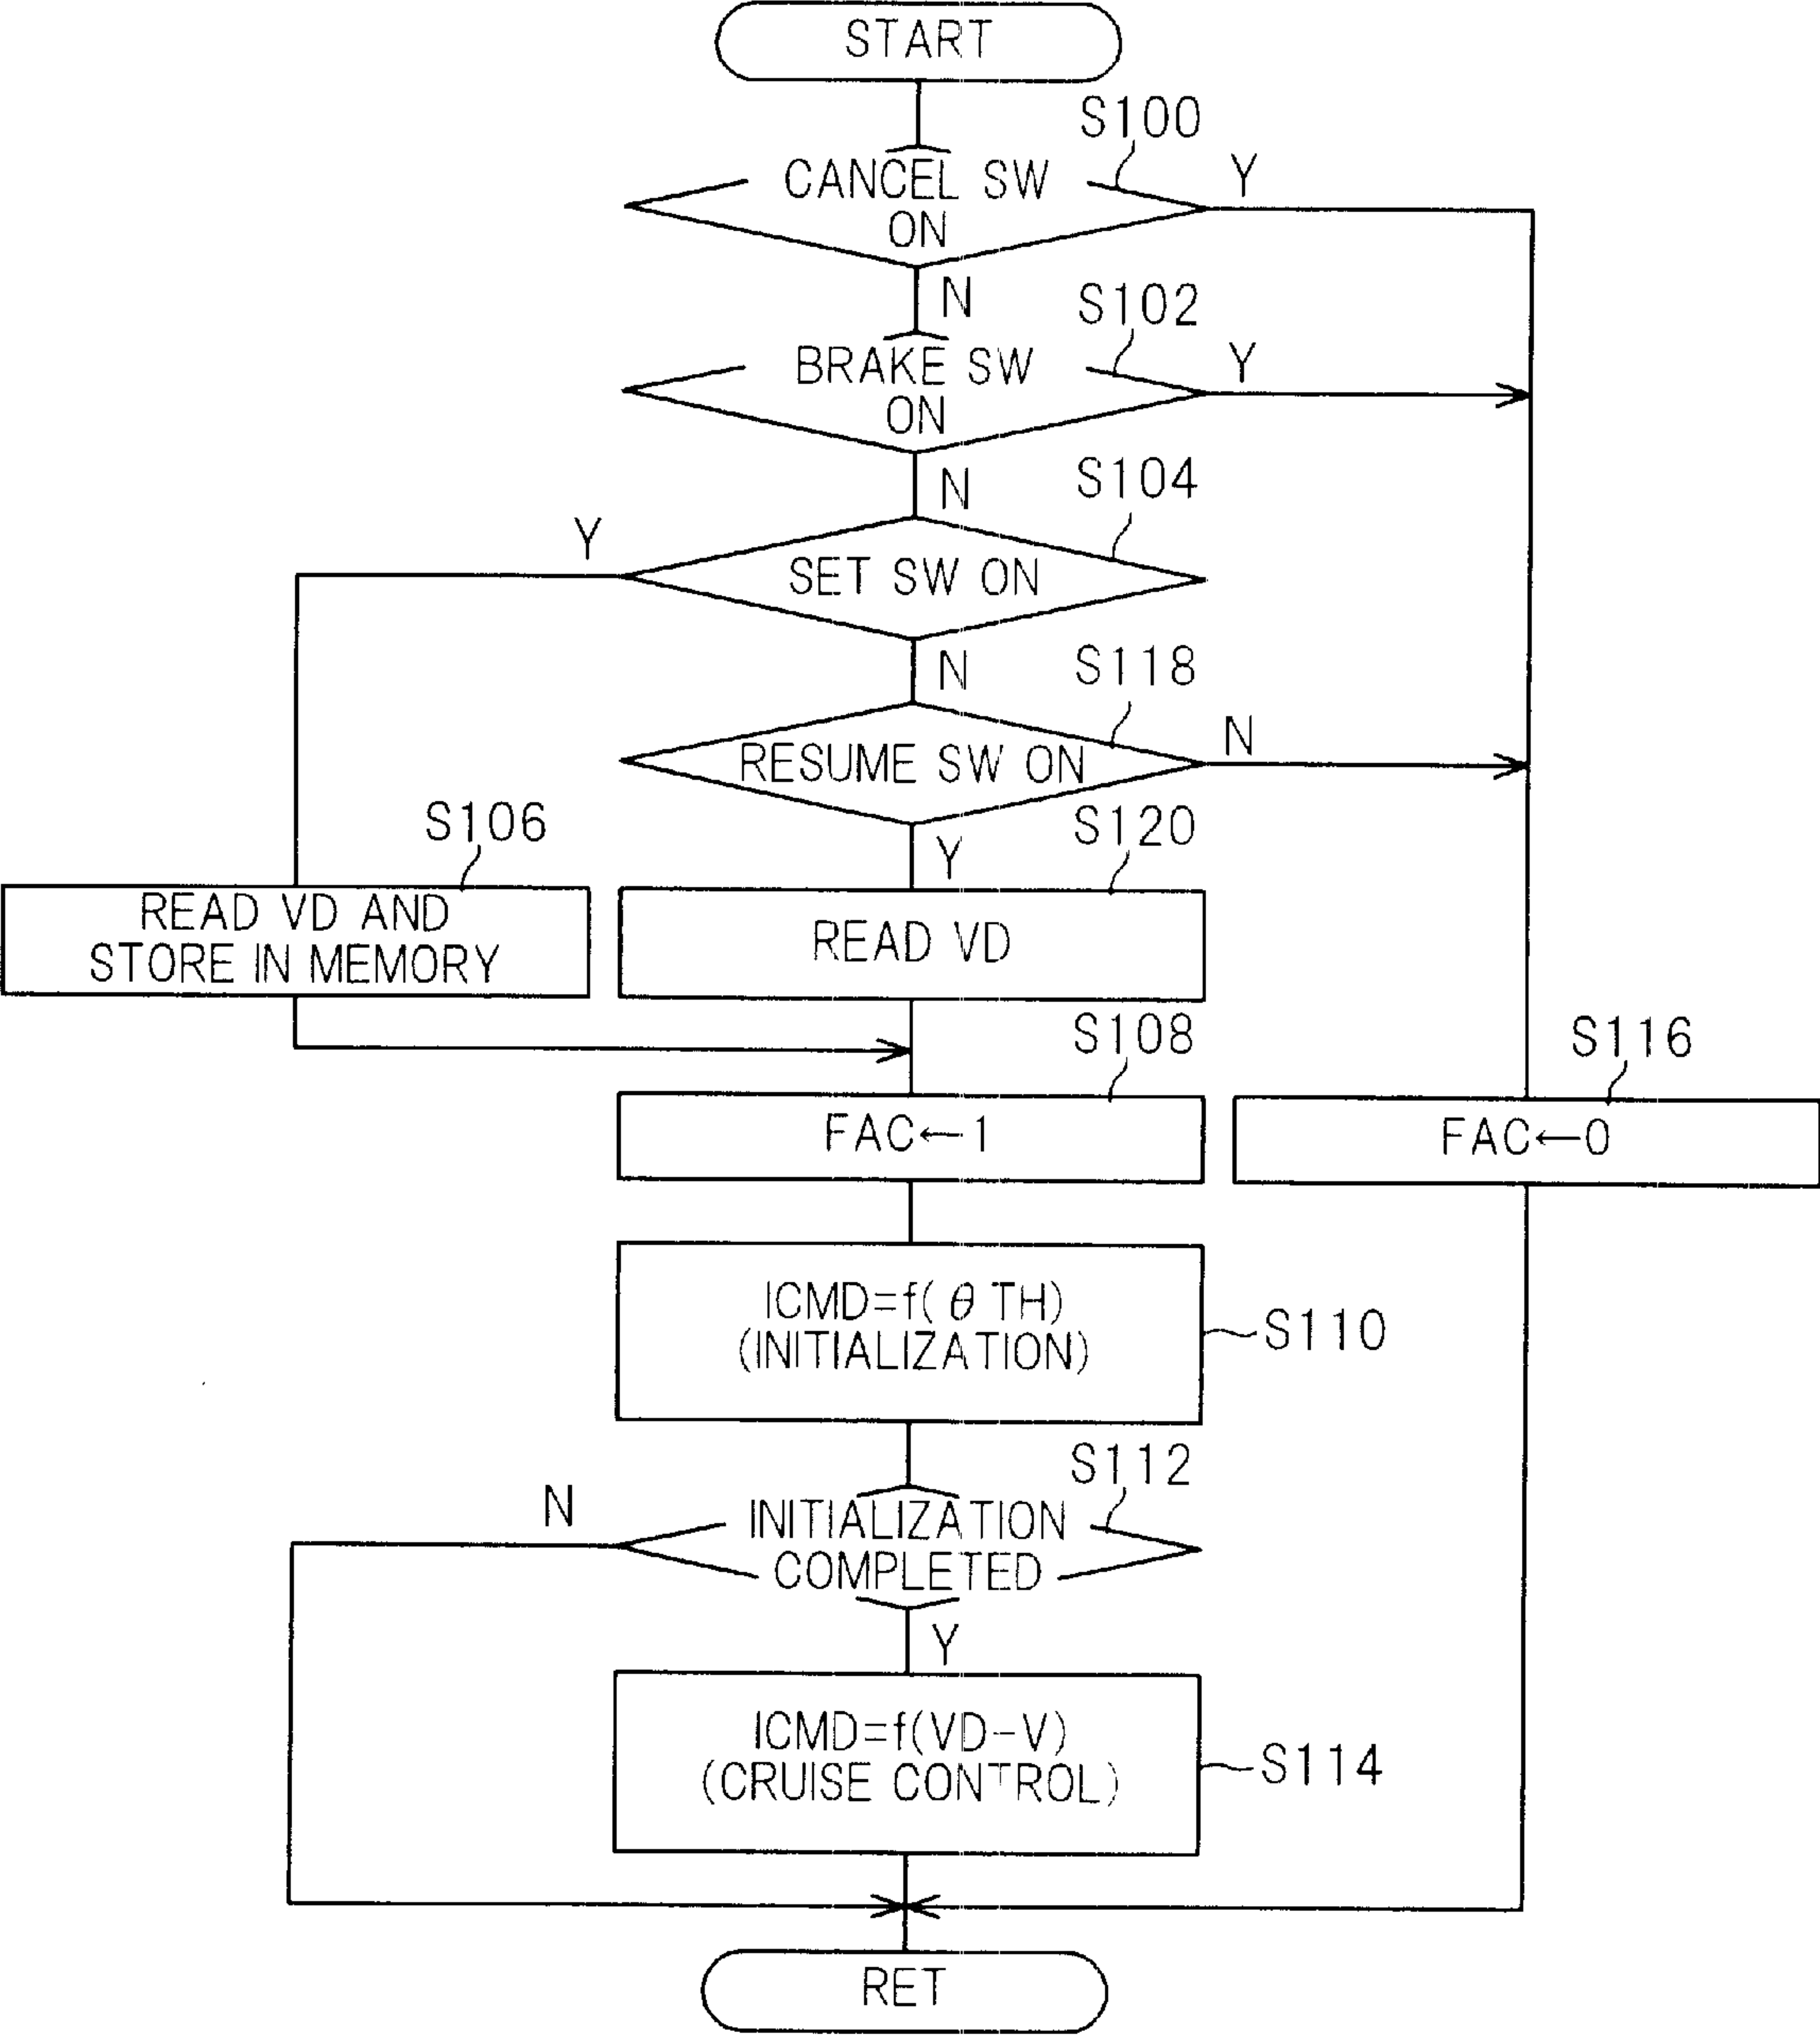 START
S100
CANCEL SW
ON
Y
N
S102
BRAKE SW
ON
Y
N
S104
Y
SET SW ON
N
S118
RESUME SW ON
N
Y
S106
READ VD AND
STORE IN MEMORY
S120
READ VD
S108
FAC←1
S116
FAC←0
ICMD=f(θTH)
(INITIALIZATION)
S110
S112
N
INITIALIZATION
COMPLETED
Y
ICMD=f(VD-V)
(CRUISE CONTROL)
S114
RET